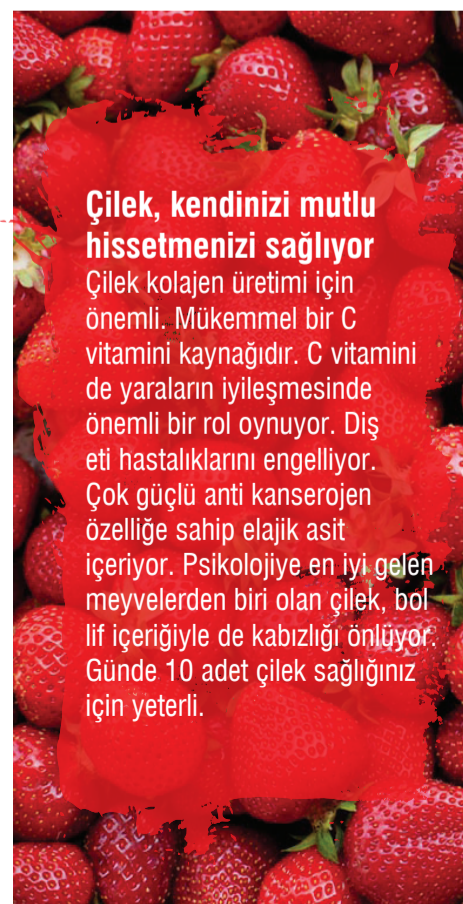 Çilek, kendinizi mutlu
hissetmenizi sağlıyor
Çilek kolajen üretimi için
önemli. Mükemmel bir C
vitamini kaynağıdır. C vitamini
de yaraların iyileşmesinde
önemli bir rol oynuyor. Diş
eti hastalıklarını engelliyor.
Çok güçlü anti kanserojen
özelliğe sahip elajik asit
içeriyor. Psikolojiye en iyi gelen
meyvelerden biri olan çilek, bol
lif içeriğiyle de kabızlığı önlüyor.
Günde 10 adet çilek sağlığınız
için yeterli.